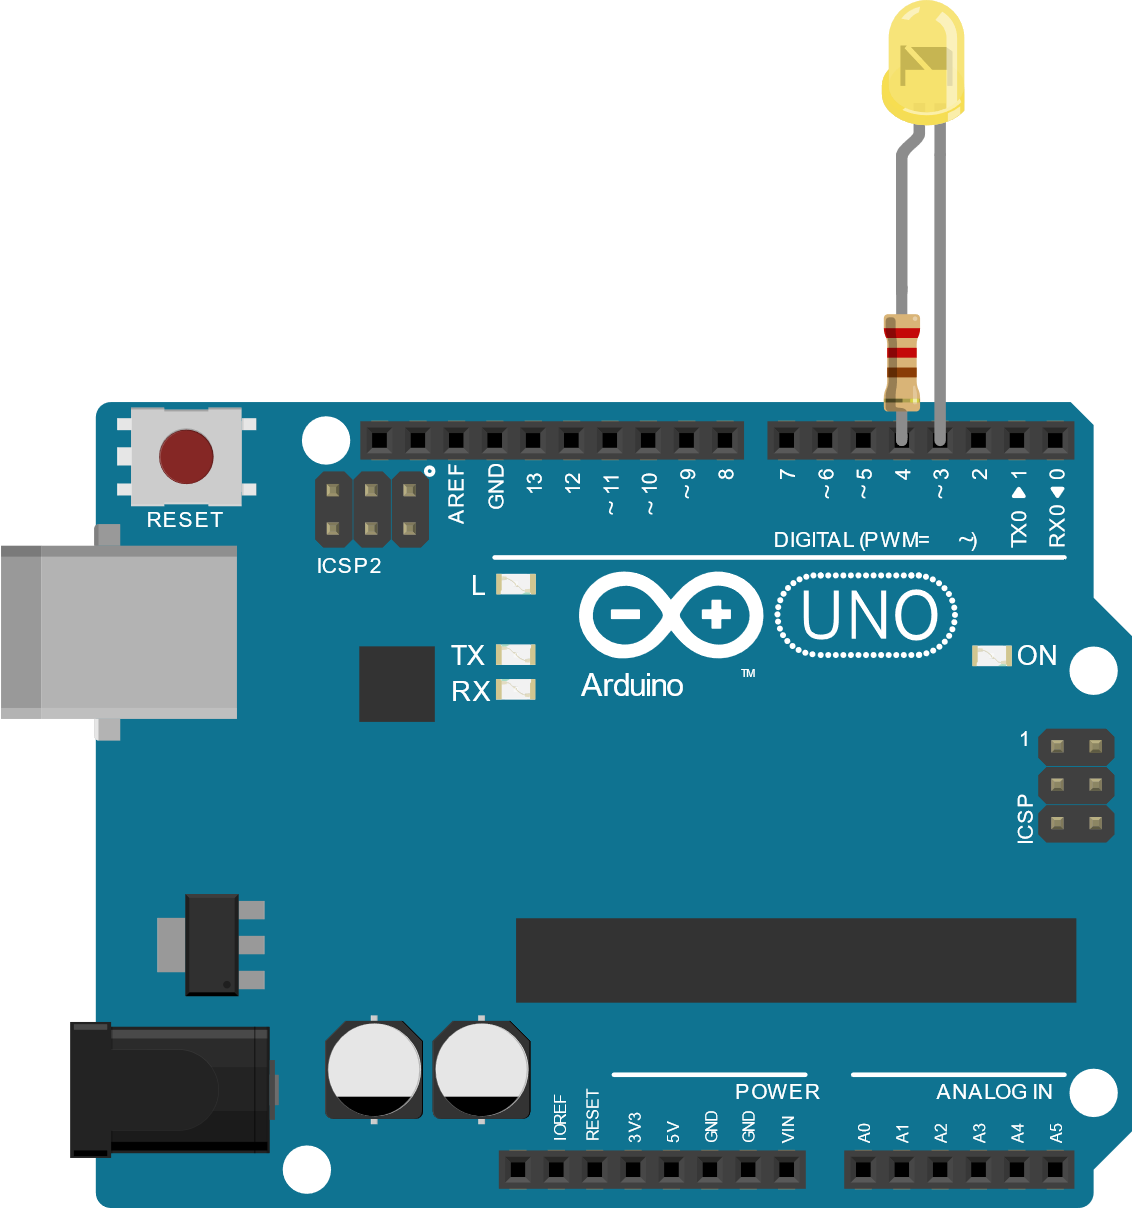 RESET
ICSP2
AREF
GND
13
12
~11
~10
~9
8
7
~6
~5
4
~3
2
TX0 ▶ 1
RX0 ◀ 0
DIGITAL (PWM= ~)
L
TX
RX
Arduino
™
UNO
ON
1
ICSP
POWER
ANALOG IN
IOREF
RESET
3V3
5V
GND
GND
VIN
A0
A1
A2
A3
A4
A5